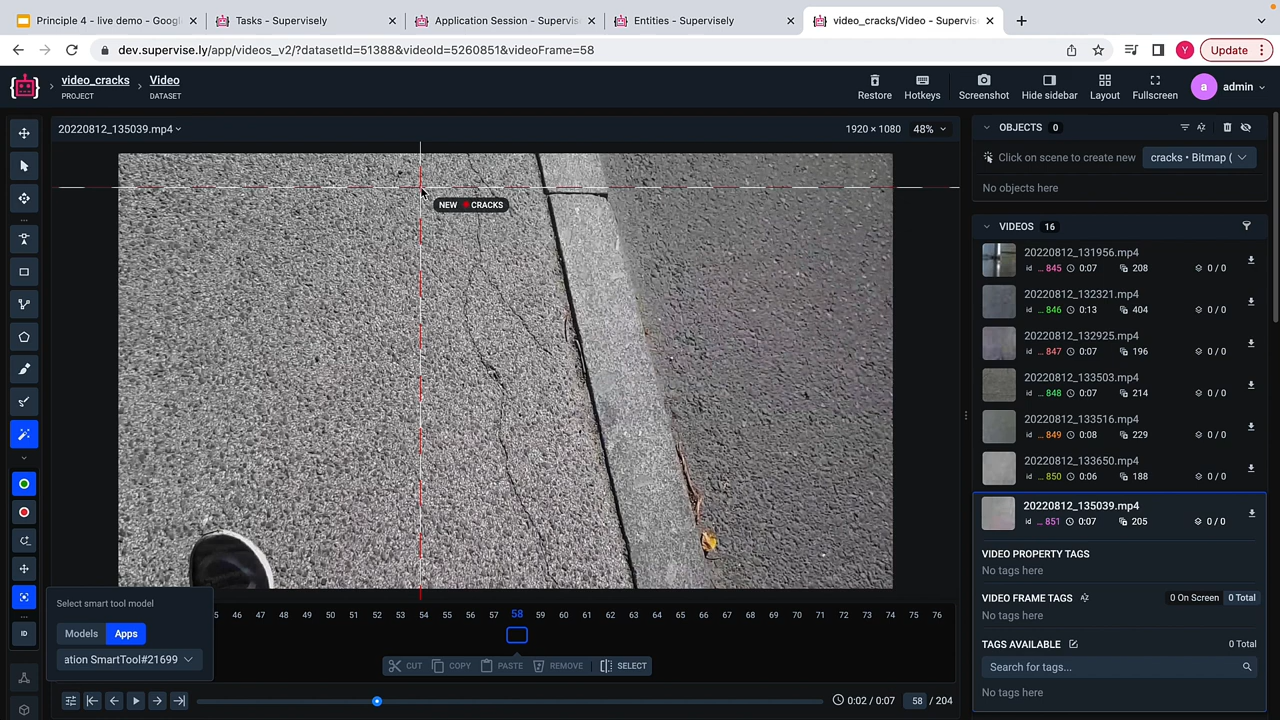 Principle 4 - live demo - Googl
Tasks - Supervisely
Application Session - Supervis
Entities - Supervisely
video_cracks/Video - Supervis
dev.supervise.ly/app/videos_v2/?datasetId=51388&videoId=5260851&videoFrame=58
Y
Update
video_cracks
PROJECT
Video
DATASET
Restore
Hotkeys
Screenshot
Hide sidebar
Layout
Fullscreen
a
admin
20220812_135039.mp4
1920 × 1080
48%
NEW CRACKS
OBJECTS 0
Click on scene to create new
cracks • Bitmap (
No objects here
VIDEOS 16
20220812_131956.mp4
id ... 845 0:07 208 0 / 0
20220812_132321.mp4
id ... 846 0:13 404 0 / 0
20220812_132925.mp4
id ... 847 0:07 196 0 / 0
20220812_133503.mp4
id ... 848 0:07 214 0 / 0
20220812_133516.mp4
id ... 849 0:08 229 0 / 0
20220812_133650.mp4
id ... 850 0:06 188 0 / 0
20220812_135039.mp4
id ... 851 0:07 205 0 / 0
VIDEO PROPERTY TAGS
No tags here
VIDEO FRAME TAGS
0 On Screen 0 Total
No tags here
TAGS AVAILABLE
0 Total
Search for tags...
No tags here
ID
Select smart tool model
Models
Apps
ation SmartTool#21699
45 46 47 48 49 50 51 52 53 54 55 56 57 58 59 60 61 62 63 64 65 66 67 68 69 70 71 72 73 74 75 76
CUT
COPY
PASTE
REMOVE
SELECT
0:02 / 0:07
58 / 204